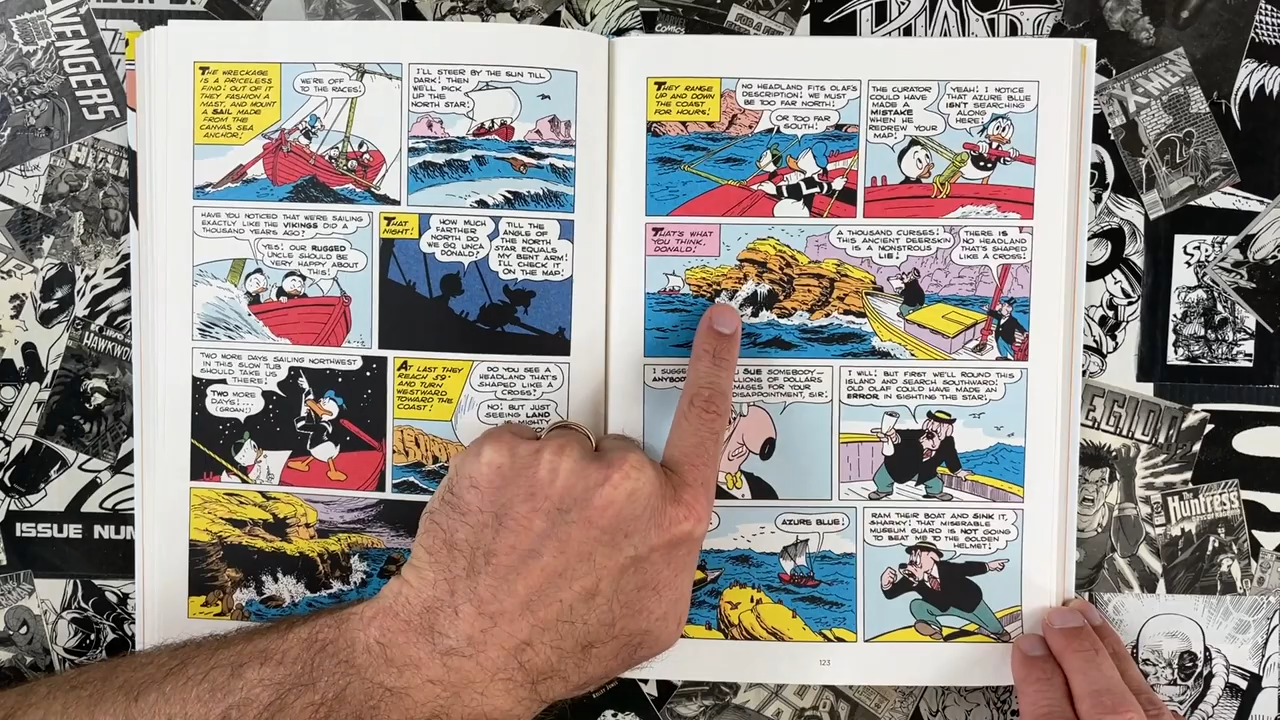 THE WRECKAGE
IS A PRICELESS
FIND! OUT OF IT
THEY FASHION A
MAST, AND MOUNT
A SAIL MADE
FROM THE
CANVAS SEA
ANCHOR!
WE'RE OFF
TO THE RACES!
I'LL STEER BY THE SUN TILL
DARK! THEN
WE'LL PICK
UP THE
NORTH STAR!
HAVE YOU NOTICED THAT WE'RE SAILING
EXACTLY LIKE THE VIKINGS DID A
THOUSAND YEARS AGO?
YES! OUR RUGGED
UNCLE SHOULD BE
VERY HAPPY ABOUT
THIS!
THAT
NIGHT!
HOW MUCH
FARTHER
NORTH DO
WE GO, UNCA
DONALD?
TILL THE
ANGLE OF
THE NORTH
STAR EQUALS
MY BENT ARM!
I'LL CHECK IT
ON THE MAP!
TWO MORE DAYS SAILING NORTHWEST
IN THIS SLOW TUB
SHOULD TAKE US
THERE!
TWO MORE
DAYS!...
(GROAN!)
AT LAST THEY
REACH
AND TURN
WESTWARD
TOWARD THE
COAST!
DO YOU SEE A
HEADLAND THAT'S
SHAPED LIKE A
CROSS?
NO! BUT JUST
SEEING LAND
IS MIGHTY
THEY RANGE
UP AND DOWN
THE COAST
FOR HOURS!
NO HEADLAND FITS OLAF'S
DESCRIPTION! WE MUST
BE TOO FAR NORTH!
OR TOO FAR
SOUTH!
THE CURATOR
COULD HAVE
MADE A
MISTAKE
WHEN HE
REDREW YOUR
MAP!
YEAH! I NOTICE
THAT AZURE BLUE
ISN'T SEARCHING
ALONG
HERE!
THAT'S WHAT
YOU THINK,
DONALD!
A THOUSAND CURSES!
THIS ANCIENT DEERSKIN
IS A MONSTROUS
LIE!
THERE IS
NO HEADLAND
THAT'S SHAPED
LIKE A CROSS!
I
SUE SOMEBODY—
OF DOLLARS
FOR YOUR
DISAPPOINTMENT, SIR!
I WILL! BUT FIRST WE'LL ROUND THIS
ISLAND AND SEARCH SOUTHWARD!
OLD OLAF COULD HAVE MADE AN
ERROR IN SIGHTING THE STAR!
AZURE BLUE!
RAM THEIR BOAT AND SINK IT,
SHARKY! THAT MISERABLE
MUSEUM GUARD IS NOT GOING
TO BEAT ME TO THE GOLDEN
HELMET!
123
AVENGERS
X-MEN
HAWKWO
ISSUE NUM
LEGION
The
Huntress
MARVEL
COMICS